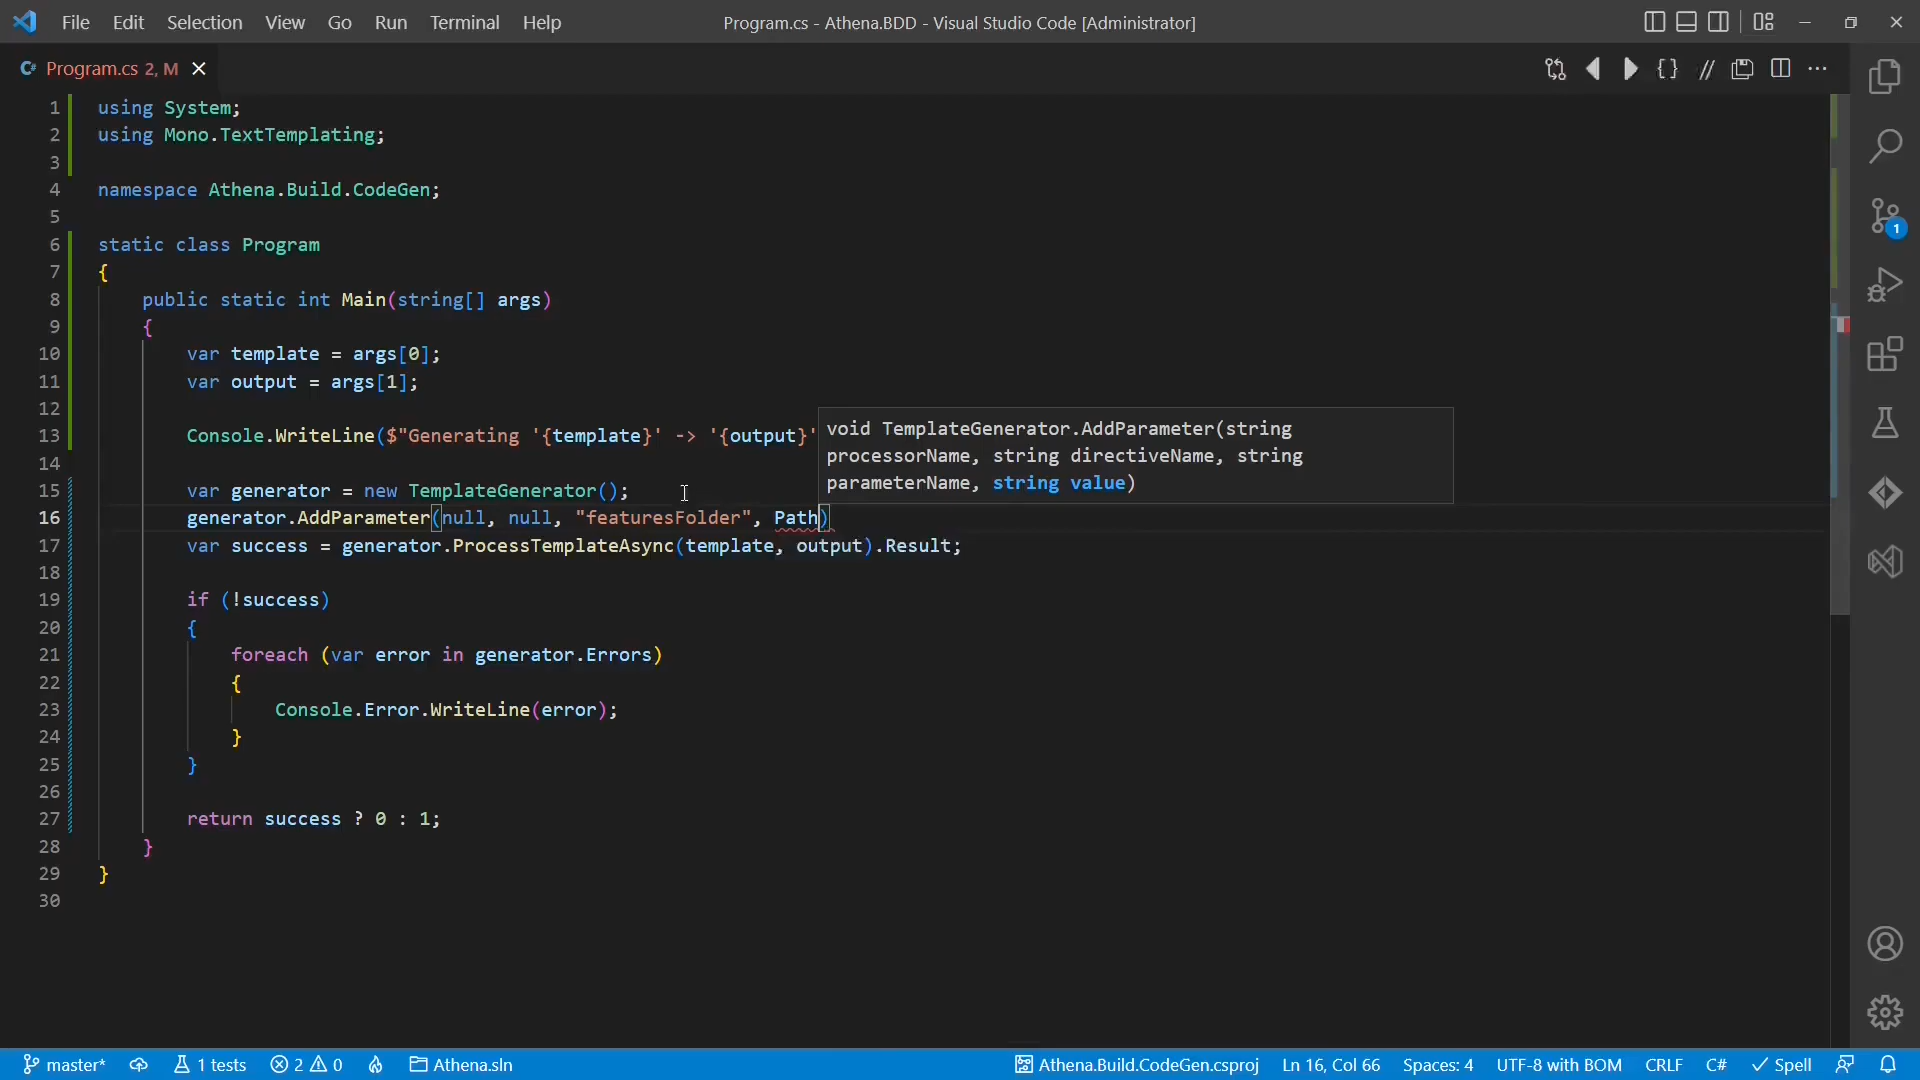 File Edit Selection View Go Run Terminal Help
Program.cs - Athena.BDD - Visual Studio Code [Administrator]
C# Program.cs 2, M
1 using System;
2 using Mono.TextTemplating;
3
4 namespace Athena.Build.CodeGen;
5
6 static class Program
7 {
8 public static int Main(string[] args)
9 {
10 var template = args[0];
11 var output = args[1];
12
13 Console.WriteLine($"Generating '{template}' -> '{output}'
void TemplateGenerator.AddParameter(string
processorName, string directiveName, string
parameterName, string value)
14
15 var generator = new TemplateGenerator();
16 generator.AddParameter(null, null, "featuresFolder", Path)
17 var success = generator.ProcessTemplateAsync(template, output).Result;
18
19 if (!success)
20 {
21 foreach (var error in generator.Errors)
22 {
23 Console.Error.WriteLine(error);
24 }
25 }
26
27 return success ? 0 : 1;
28 }
29 }
30
1
master* 1 tests 2 0 Athena.sln Athena.Build.CodeGen.csproj Ln 16, Col 66 Spaces: 4 UTF-8 with BOM CRLF C# Spell